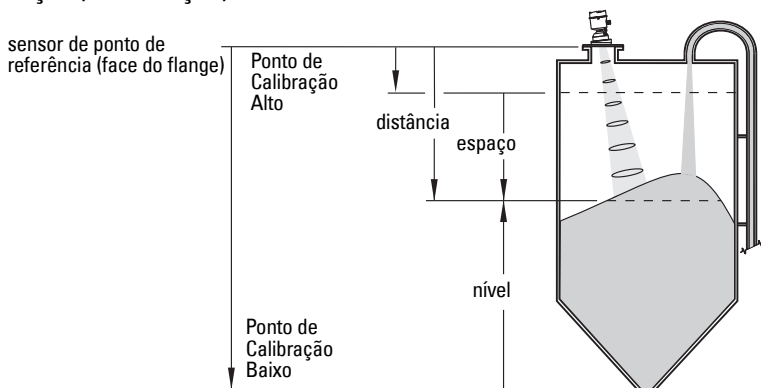 sensor de ponto de
referência (face do flange)
Ponto de
Calibração
Alto
distância
espaço
nível
Ponto de
Calibração
Baixo